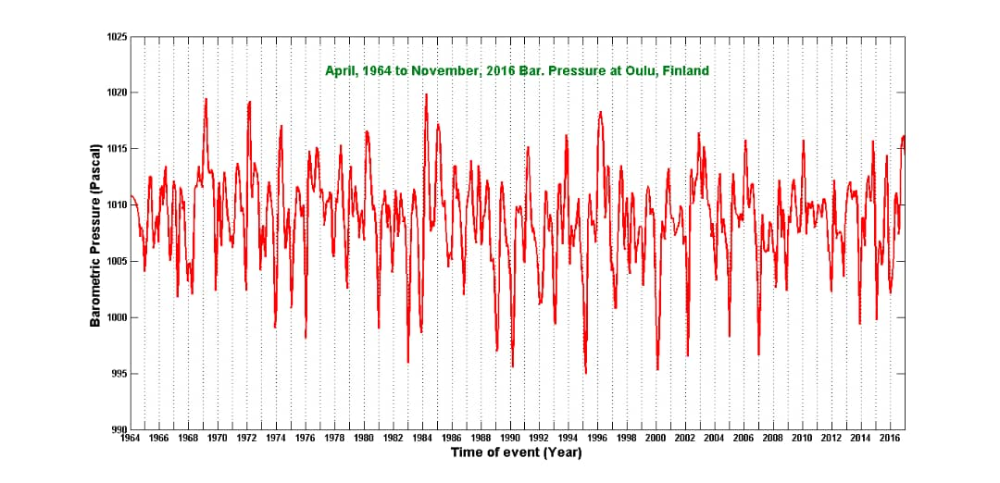 April, 1964 to November, 2016 Bar. Pressure at Oulu, Finland
Barometric Pressure (Pascal)
1025
1020
1015
1010
1005
1000
995
990
1964 1966 1968 1970 1972 1974 1976 1978 1980 1982 1984 1986 1988 1990 1992 1994 1996 1998 2000 2002 2004 2006 2008 2010 2012 2014 2016
Time of event (Year)